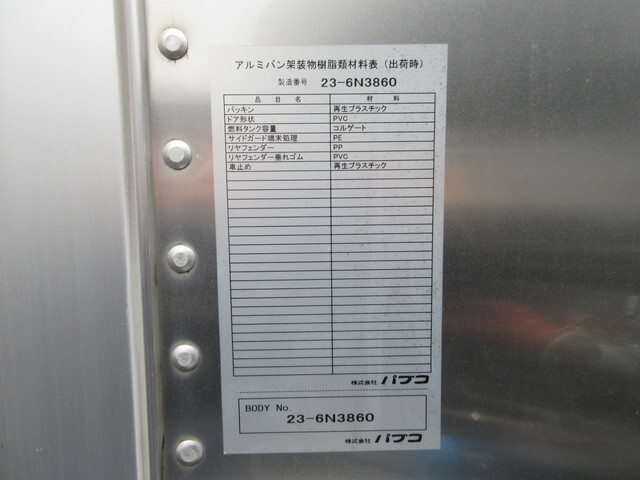 アルミバン架装物樹脂類材料表（出荷時）
製造番号 23-6N3860
品目名 材料
パッキン 再生プラスチック
ドア形状 PVC
燃料タンク容量 コルゲート
サイドガード端末処理 PE
リヤフェンダー PP
リヤフェンダー垂れゴム PVC
車止め 再生プラスチック
株式会社 パブコ
BODY No.
23-6N3860
株式会社 パブコ